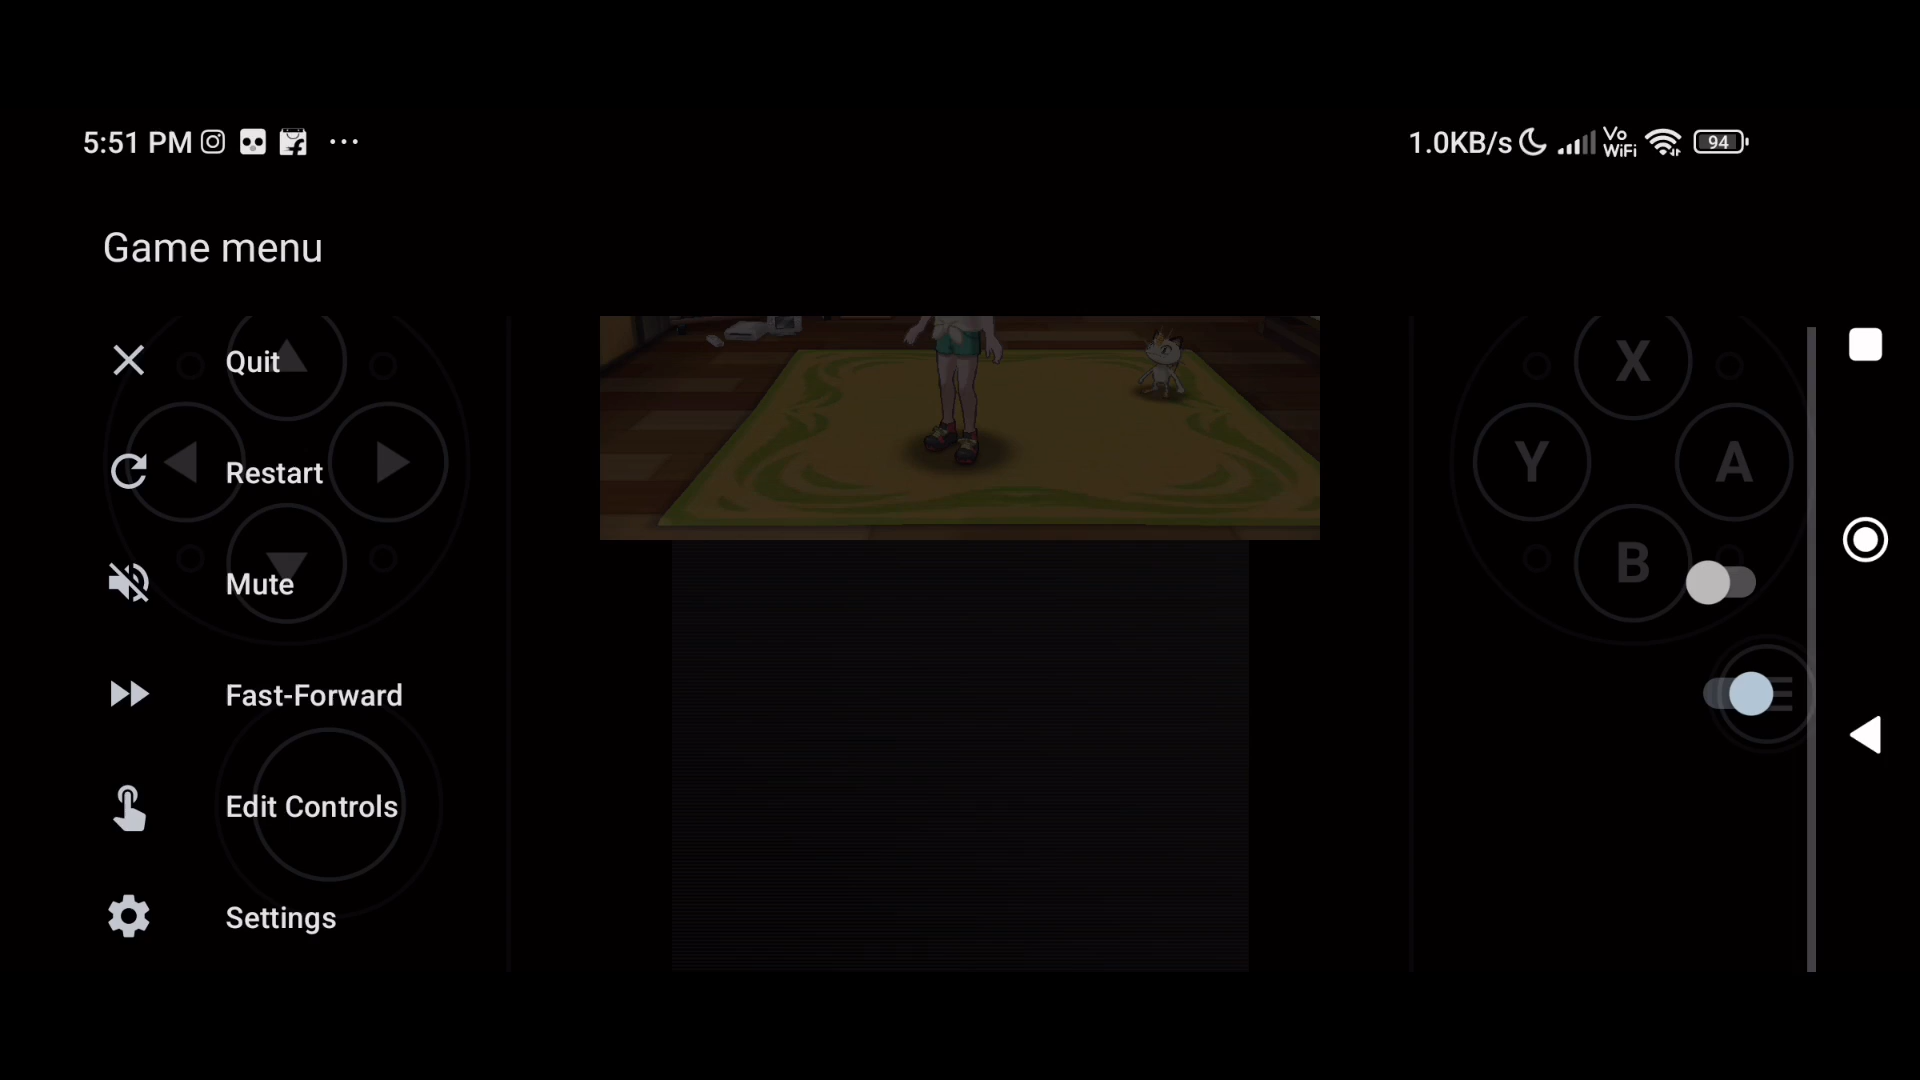 5:51 PM ... 1.0KB/s Vo WiFi 94
Game menu
Quit
X
Restart
Y A
Mute
B
Fast-Forward
Edit Controls
Settings